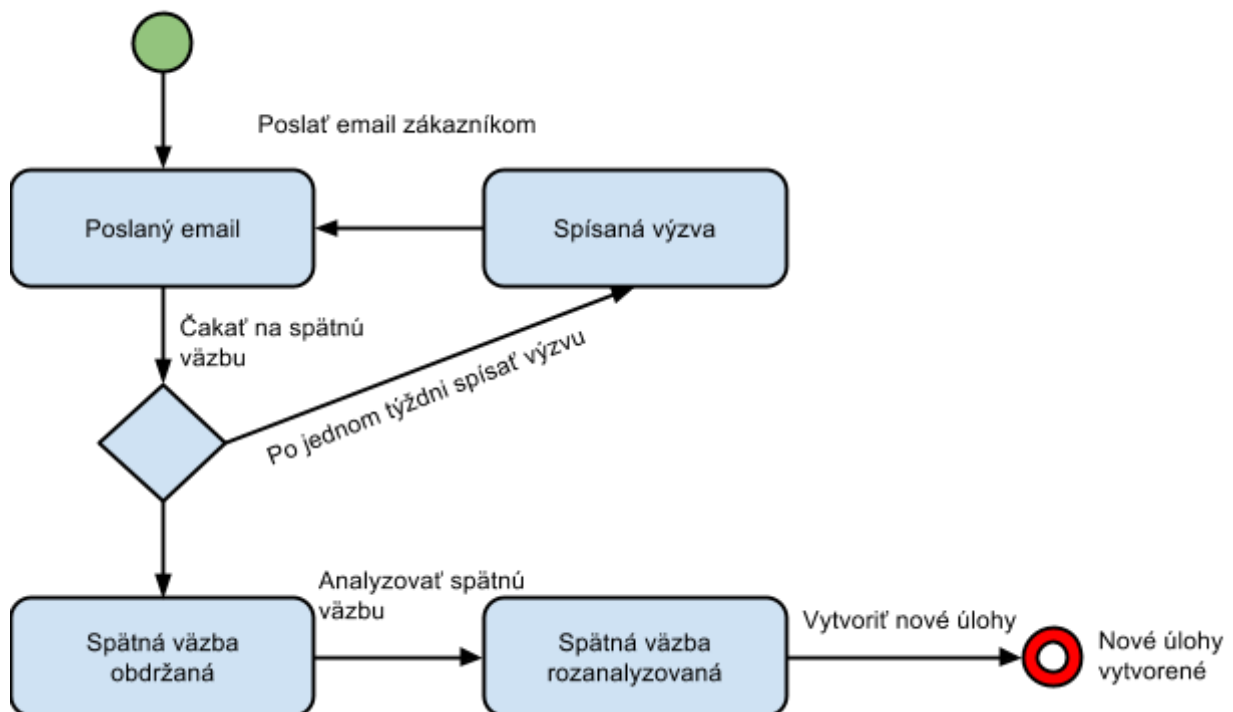 Poslať email zákazníkom
Poslaný email
Spísaná výzva
Čakať na spätnú
väzbu
Po jednom týždni spísať výzvu
Analyzovať spätnú
väzbu
Spätná väzba
obdržaná
Spätná väzba
rozanalyzovaná
Vytvoriť nové úlohy
Nové úlohy
vytvorené